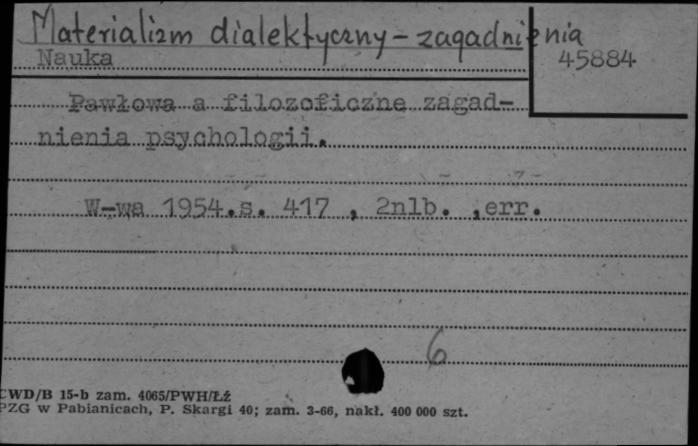 Materializm dialektyczny - zagadnienia
Nauka
45884
Pawłowa a filozoficzne zagad-
nienia psychologii.
W-wa 1954.s. 417 , 2nlb. ,err.
6
CWD/B 15-b zam. 4065/PWH/Łź
PZG w Pabianicach, P. Skargi 40; zam. 3-66, nakł. 400 000 szt.